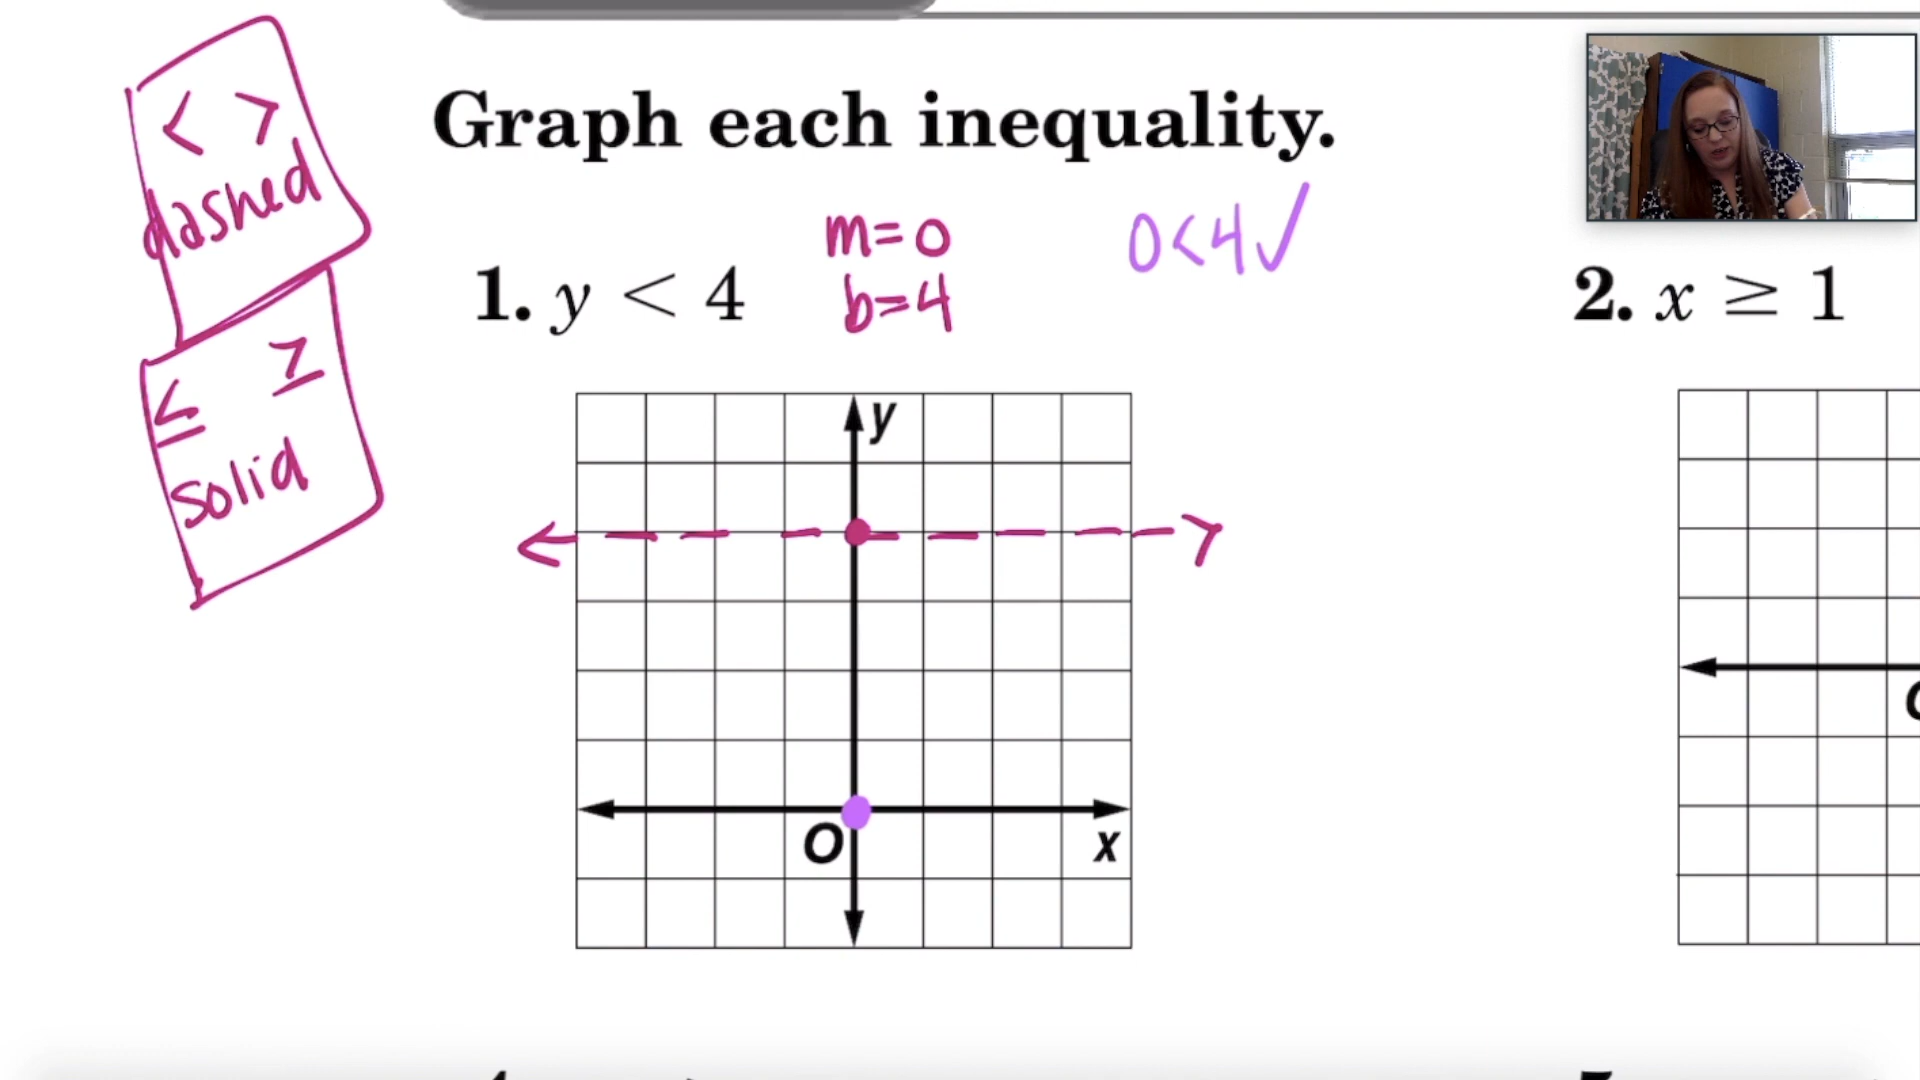 < >
dashed
≤ ≥
solid
Graph each inequality.
m=0
b=4
0<4✓
1. y < 4
y
O
x
2. x ≥ 1